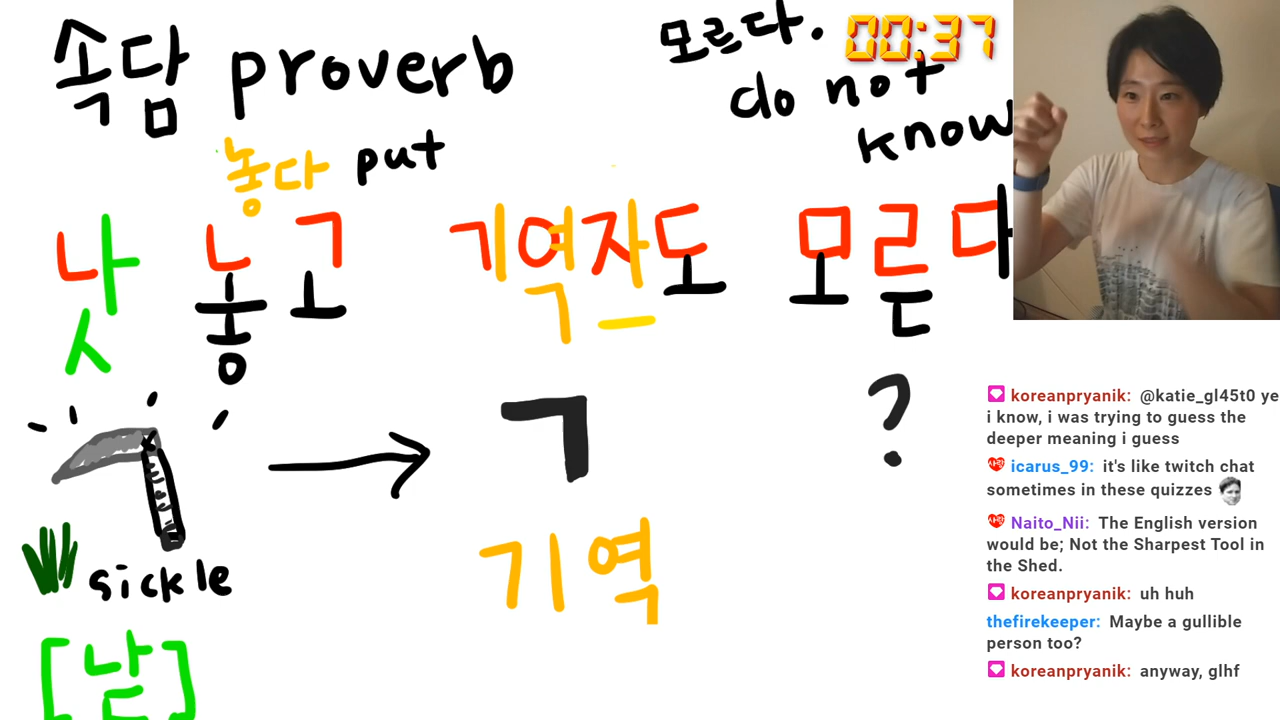 속담 proverb
모르다.
00:37
do not
know
놓다 put
낫 놓고 기역자도 모른다
ㄱ
?
sickle
기역
[낟]
koreanpryanik: @katie_gl45t0 ye
i know, i was trying to guess the
deeper meaning i guess
icarus_99: it's like twitch chat
sometimes in these quizzes
Naito_Nii: The English version
would be; Not the Sharpest Tool in
the Shed.
koreanpryanik: uh huh
thefirekeeper: Maybe a gullible
person too?
koreanpryanik: anyway, glhf